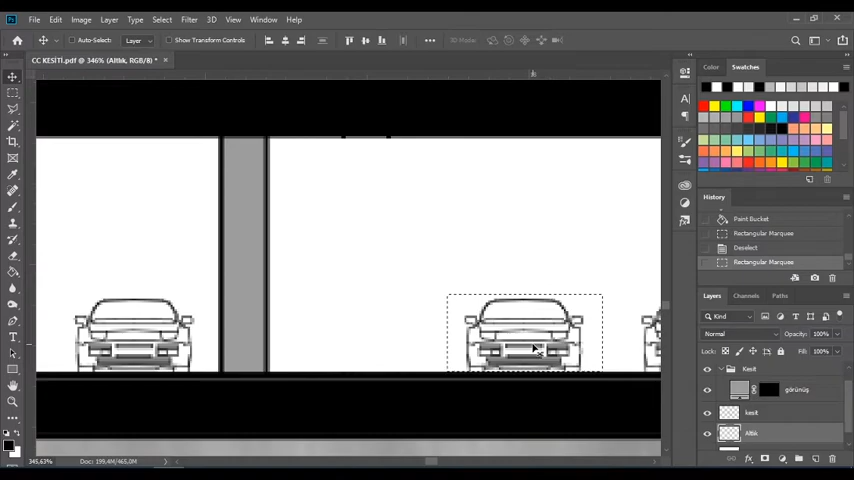 Ps File Edit Image Layer Type Select Filter 3D View Window Help
Auto-Select: Layer Show Transform Controls 3D Mode:
CC KESİTİ.pdf @ 346% (Altlık, RGB/8) *
Color Swatches
History
Paint Bucket
Rectangular Marquee
Deselect
Rectangular Marquee
Layers Channels Paths
Kind
Normal Opacity: 100%
Lock: Fill: 100%
Kesit
görünüş
kesit
Altlık
345.63% Doc: 199.4M/465.0M